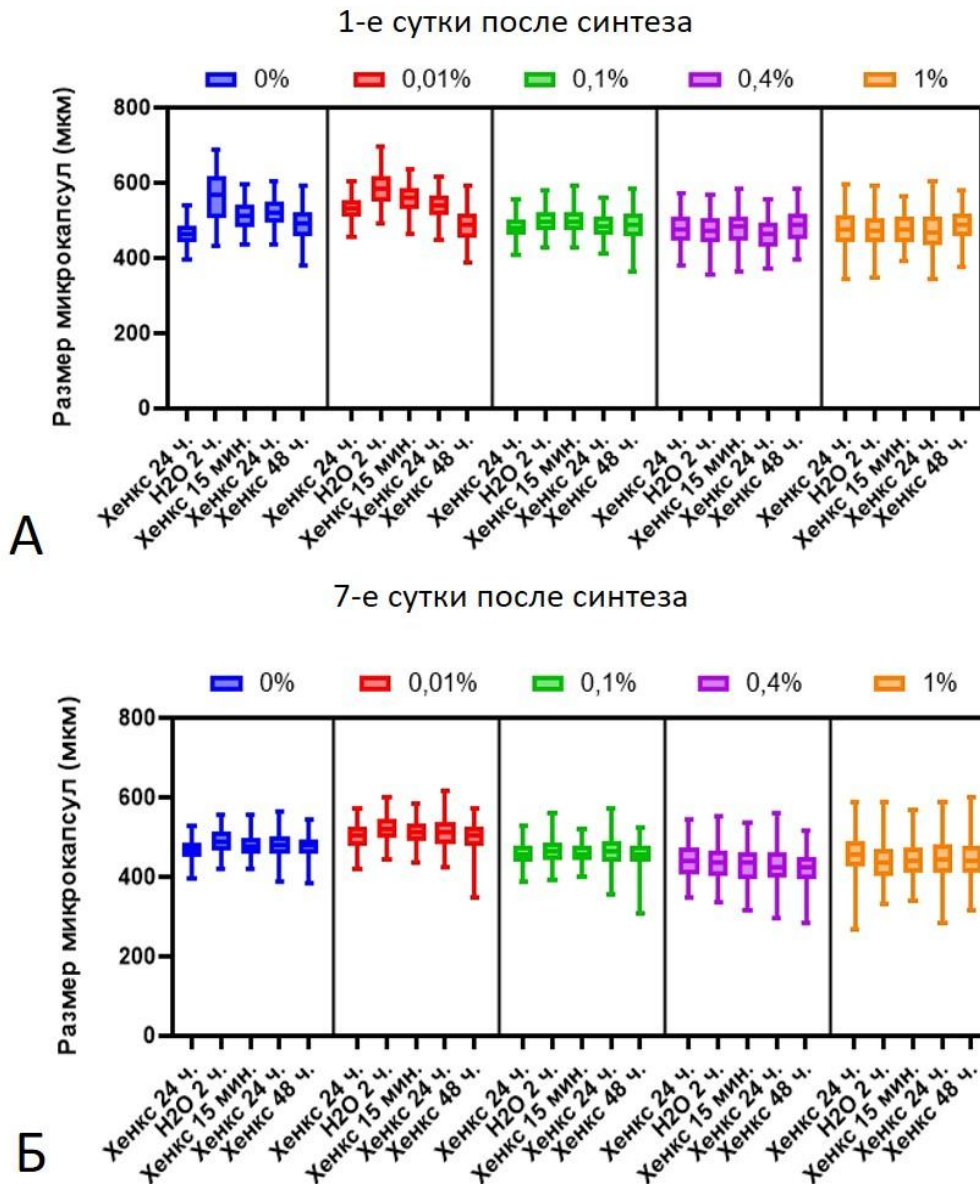 1-е сутки после синтеза
0% 0,01% 0,1% 0,4% 1%
Размер микрокапсул (мкм)
800
600
400
200
0
Хенкс 24 ч.
H2O 2 ч.
Хенкс 15 мин.
Хенкс 24 ч.
Хенкс 48 ч.
Хенкс 24 ч.
H2O 2 ч.
Хенкс 15 мин.
Хенкс 24 ч.
Хенкс 48 ч.
Хенкс 24 ч.
H2O 2 ч.
Хенкс 15 мин.
Хенкс 24 ч.
Хенкс 48 ч.
Хенкс 24 ч.
H2O 2 ч.
Хенкс 15 мин.
Хенкс 24 ч.
Хенкс 48 ч.
Хенкс 24 ч.
H2O 2 ч.
Хенкс 15 мин.
Хенкс 24 ч.
Хенкс 48 ч.
А
7-е сутки после синтеза
0% 0,01% 0,1% 0,4% 1%
Размер микрокапсул (мкм)
800
600
400
200
0
Хенкс 24 ч.
H2O 2 ч.
Хенкс 15 мин.
Хенкс 24 ч.
Хенкс 48 ч.
Хенкс 24 ч.
H2O 2 ч.
Хенкс 15 мин.
Хенкс 24 ч.
Хенкс 48 ч.
Хенкс 24 ч.
H2O 2 ч.
Хенкс 15 мин.
Хенкс 24 ч.
Хенкс 48 ч.
Хенкс 24 ч.
H2O 2 ч.
Хенкс 15 мин.
Хенкс 24 ч.
Хенкс 48 ч.
Хенкс 24 ч.
H2O 2 ч.
Хенкс 15 мин.
Хенкс 24 ч.
Хенкс 48 ч.
Б